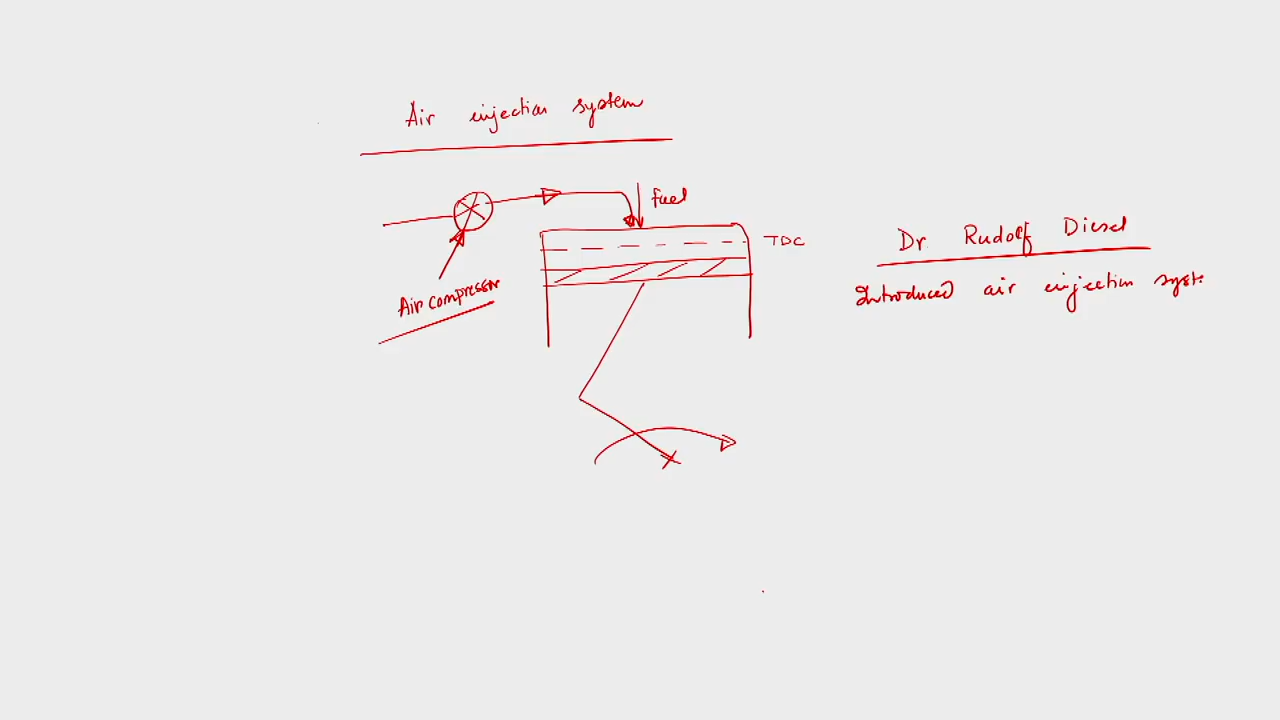 Air injection system
Fuel
TDC
Air compressor
Dr. Rudolf Diesel
Introduced air injection syst